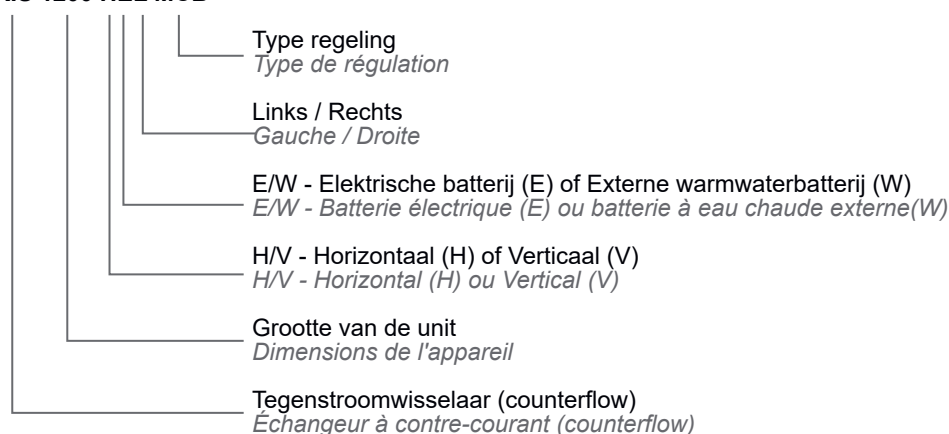 Type regeling
Type de régulation
Links / Rechts
Gauche / Droite
E/W - Elektrische batterij (E) of Externe warmwaterbatterij (W)
E/W - Batterie électrique (E) ou batterie à eau chaude externe(W)
H/V - Horizontaal (H) of Verticaal (V)
H/V - Horizontal (H) ou Vertical (V)
Grootte van de unit
Dimensions de l'appareil
Tegenstroomwisselaar (counterflow)
Échangeur à contre-courant (counterflow)